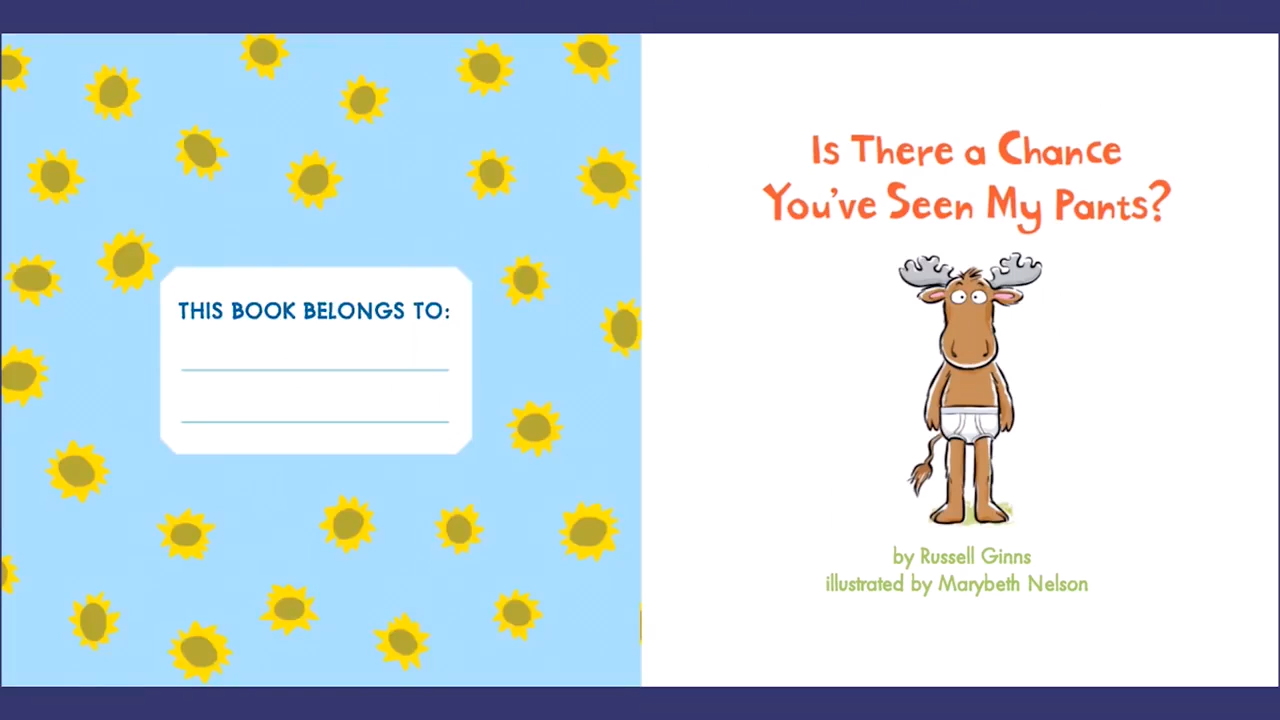 THIS BOOK BELONGS TO:
Is There a Chance
You've Seen My Pants?
by Russell Ginns
illustrated by Marybeth Nelson